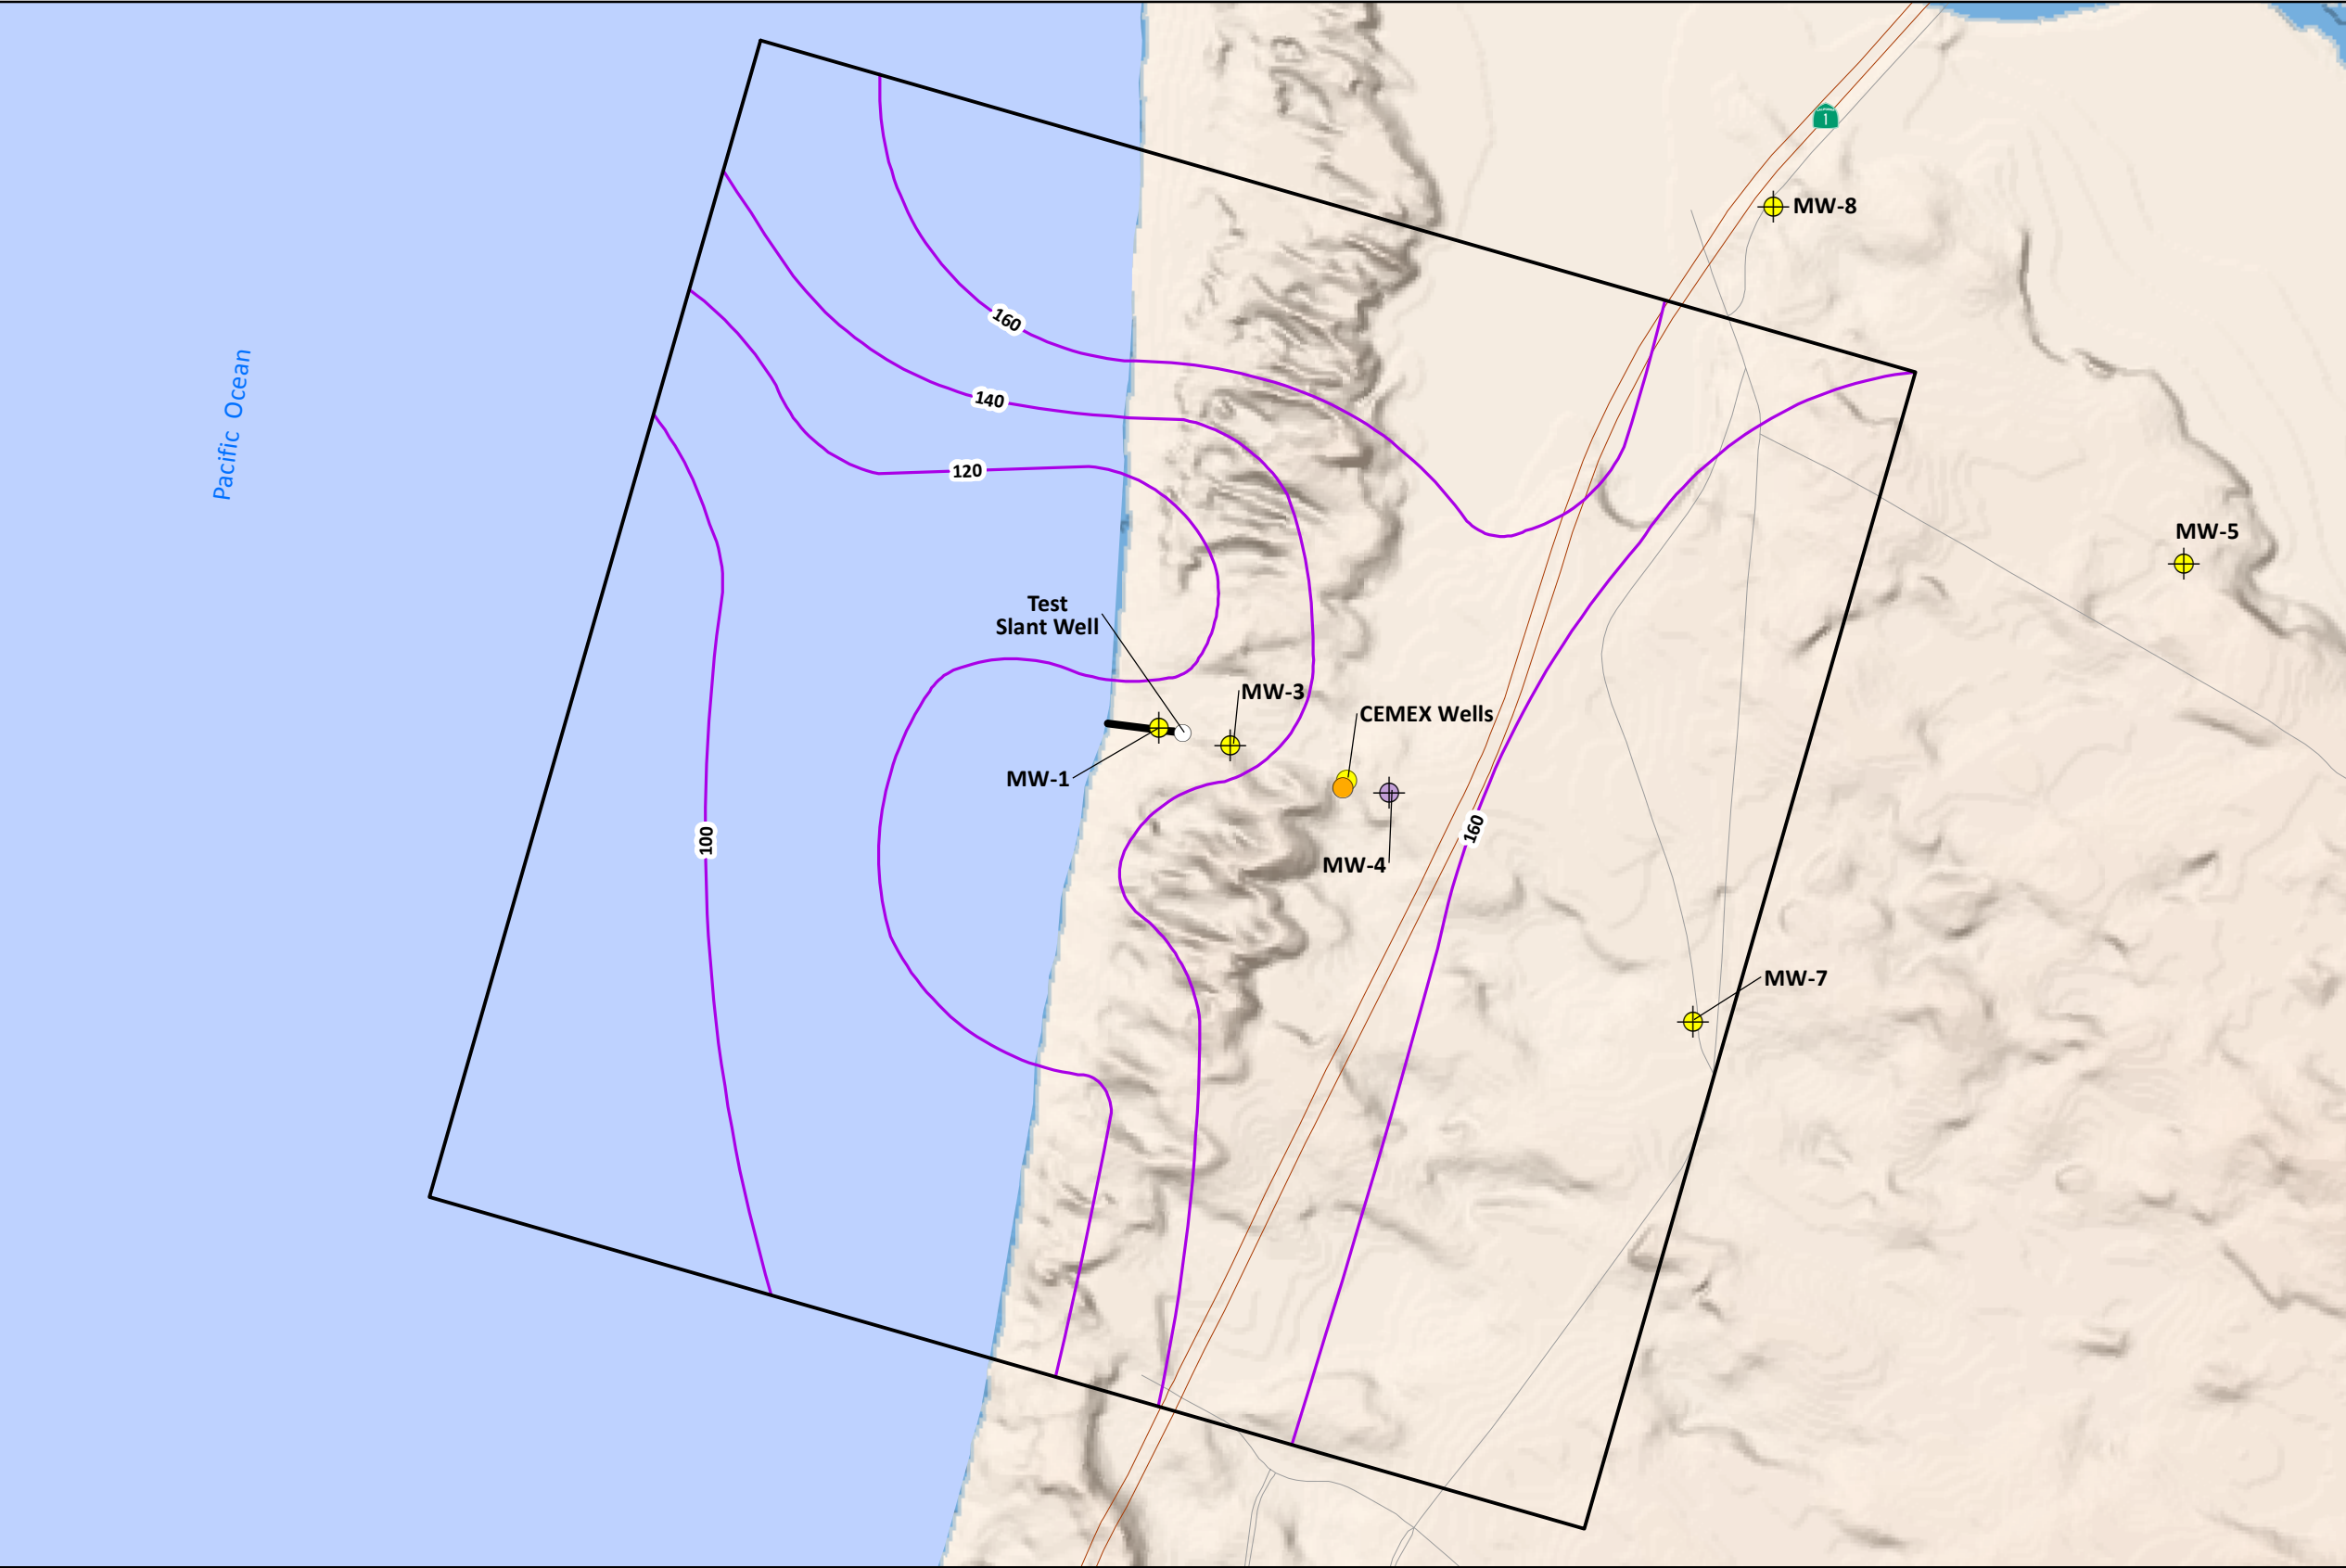 1
MW-8
160
Pacific Ocean
140
120
MW-5
Test
Slant Well
MW-3
CEMEX Wells
MW-1
160
100
MW-4
MW-7